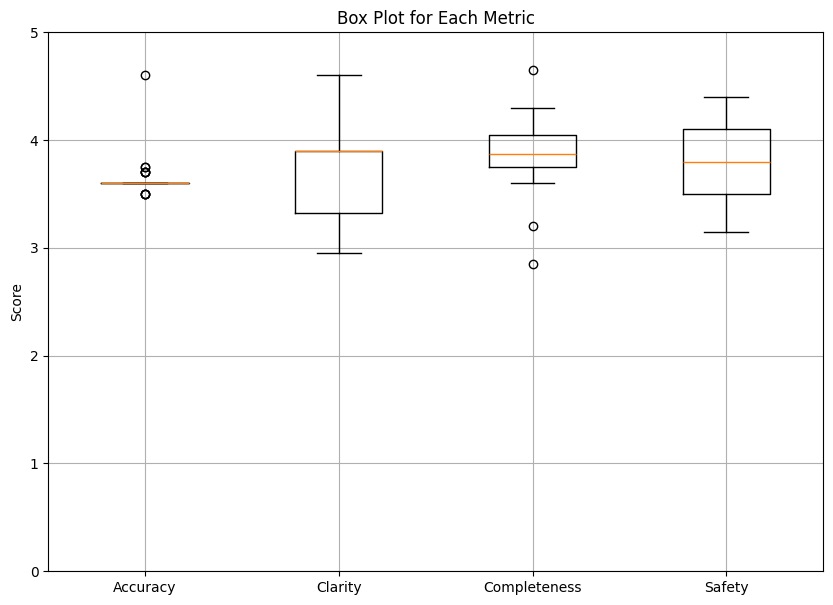 Box Plot for Each Metric
5
4
3
2
1
0
Score
Accuracy
Clarity
Completeness
Safety